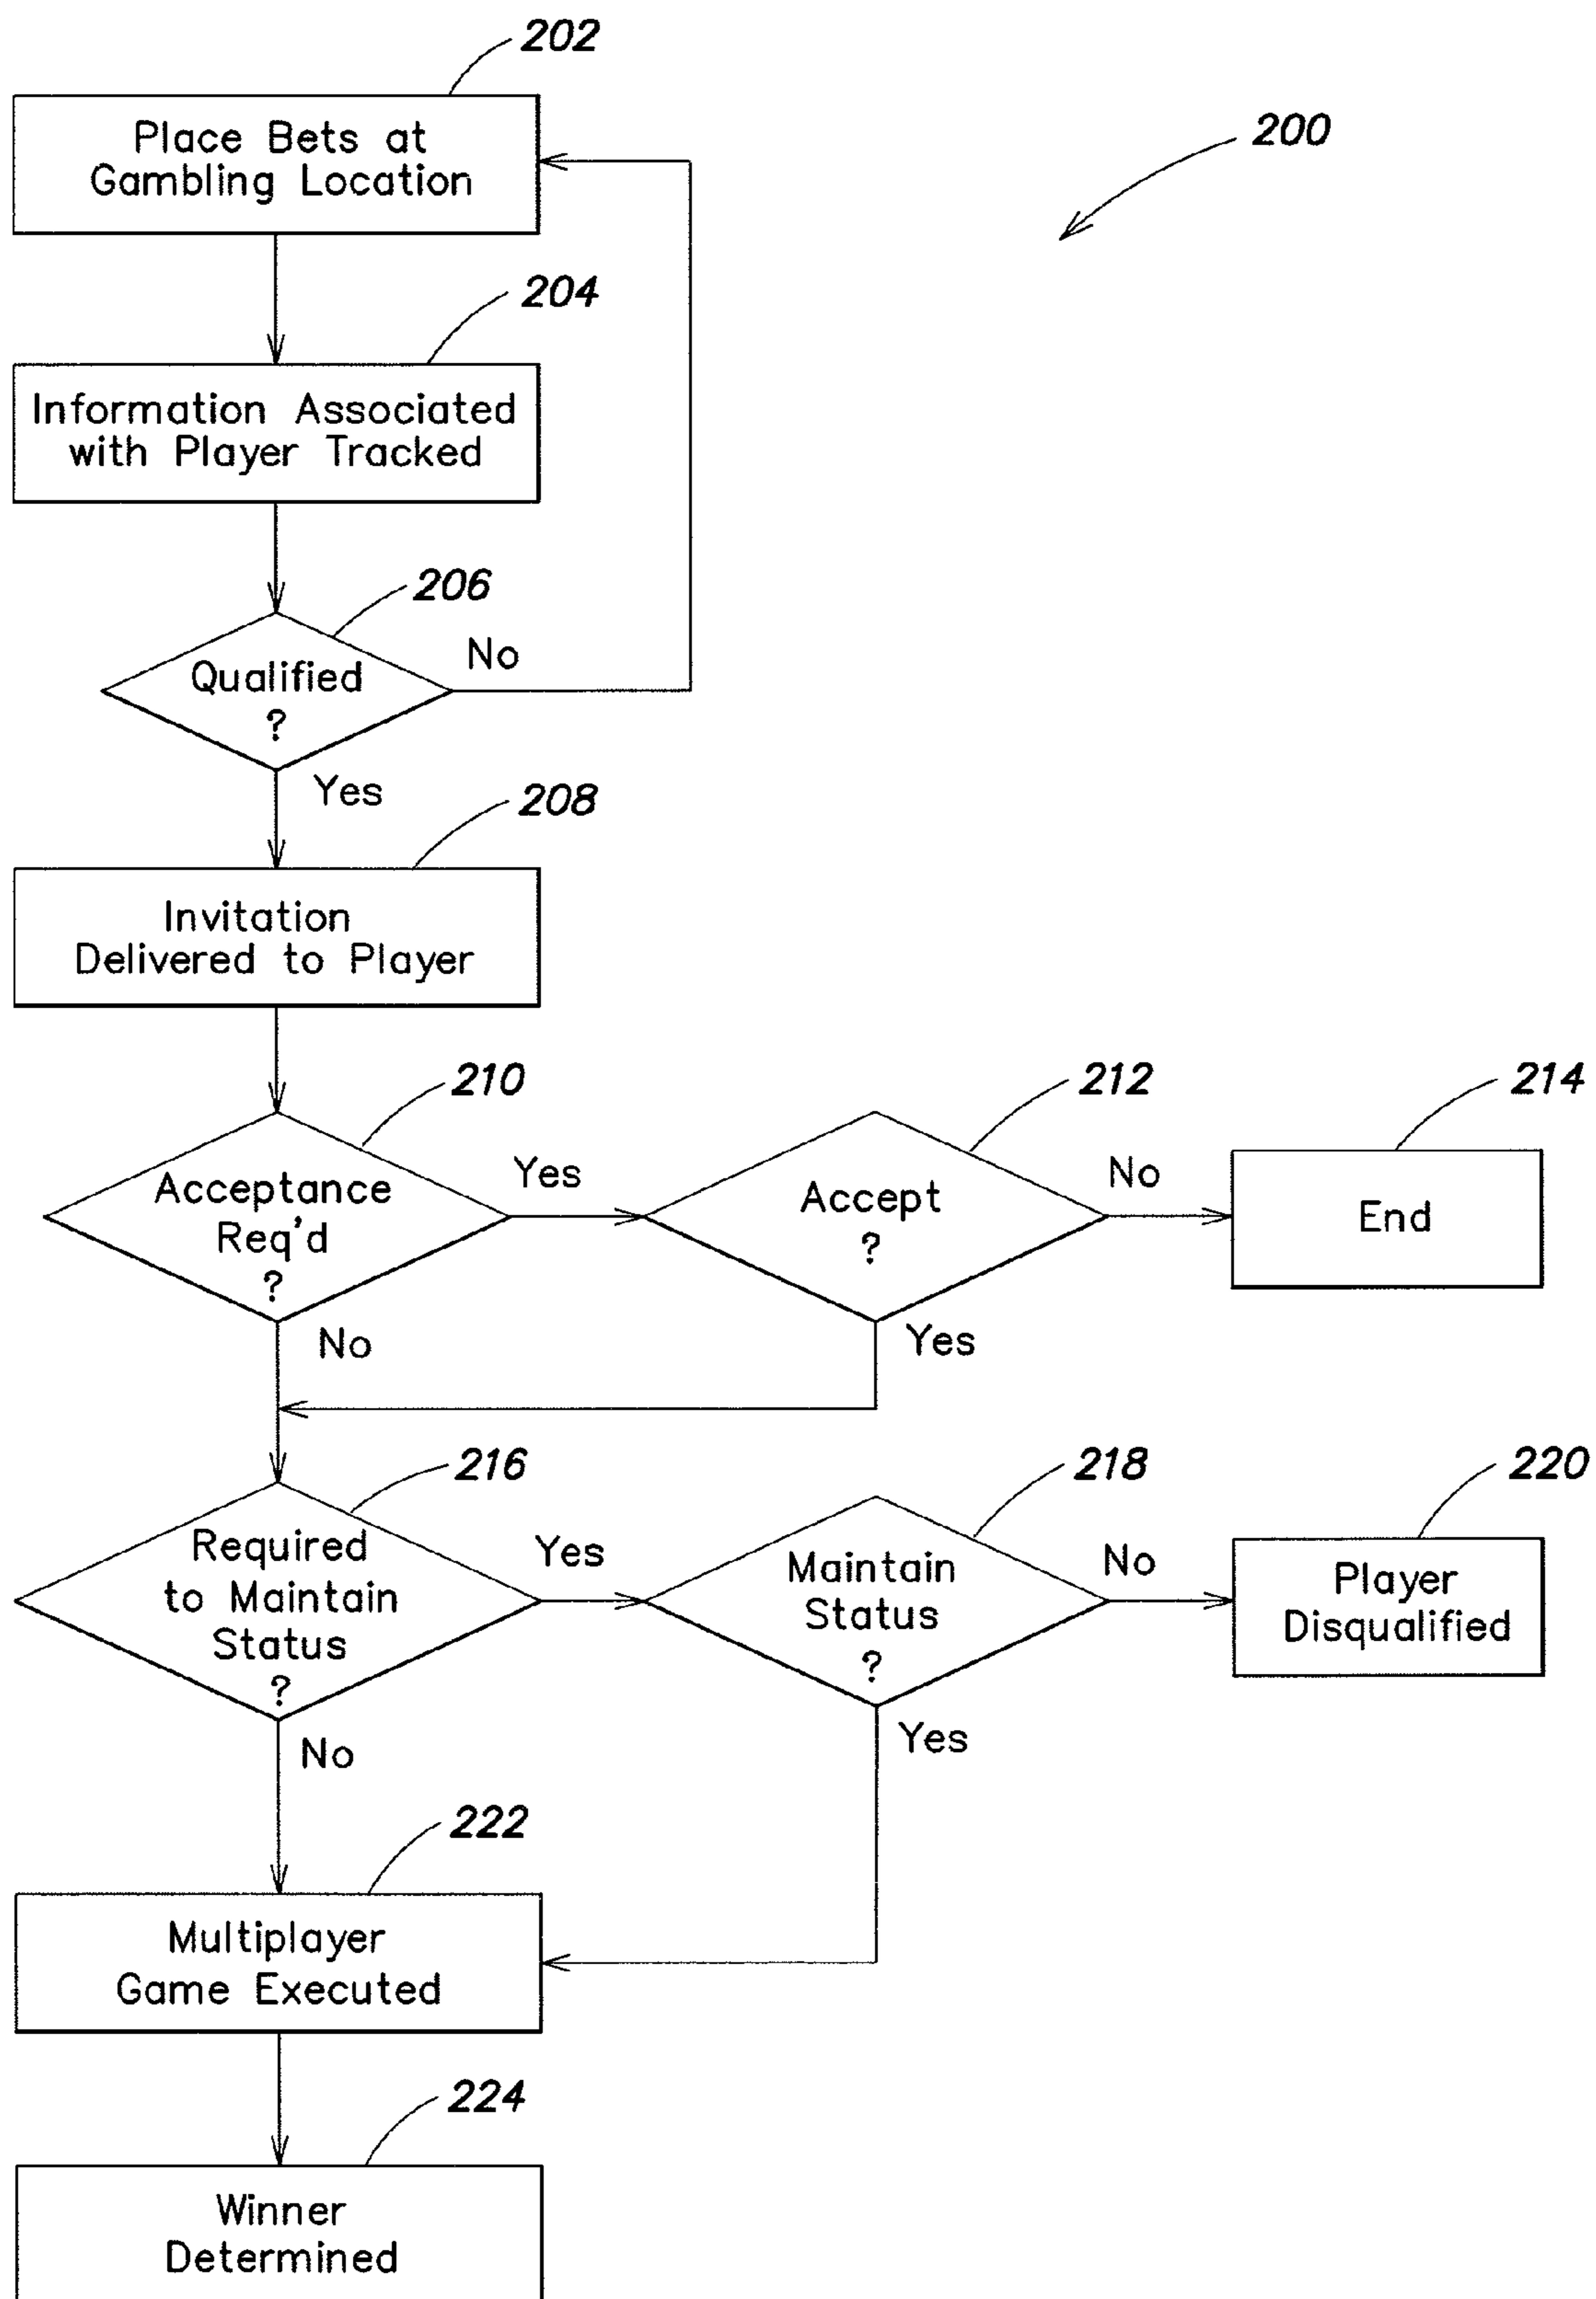 202
Place Bets at
Gambling Location
200
204
Information Associated
with Player Tracked
206
Qualified
?
No
Yes
208
Invitation
Delivered to Player
210
Acceptance
Req'd
?
Yes
No
212
Accept
?
No
Yes
214
End
216
Required
to Maintain
Status
?
Yes
No
218
Maintain
Status
?
No
Yes
220
Player
Disqualified
222
Multiplayer
Game Executed
224
Winner
Determined